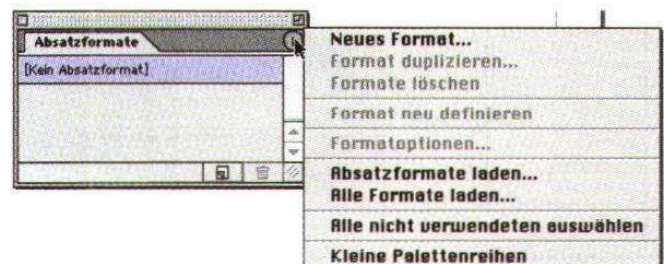 Absatzformate
[Kein Absatzformat]
Neues Format...
Format duplizieren...
Formate löschen
Format neu definieren
Formatoptionen...
Absatzformate laden...
Alle Formate laden...
Alle nicht verwendeten auswählen
Kleine Palettenreihen